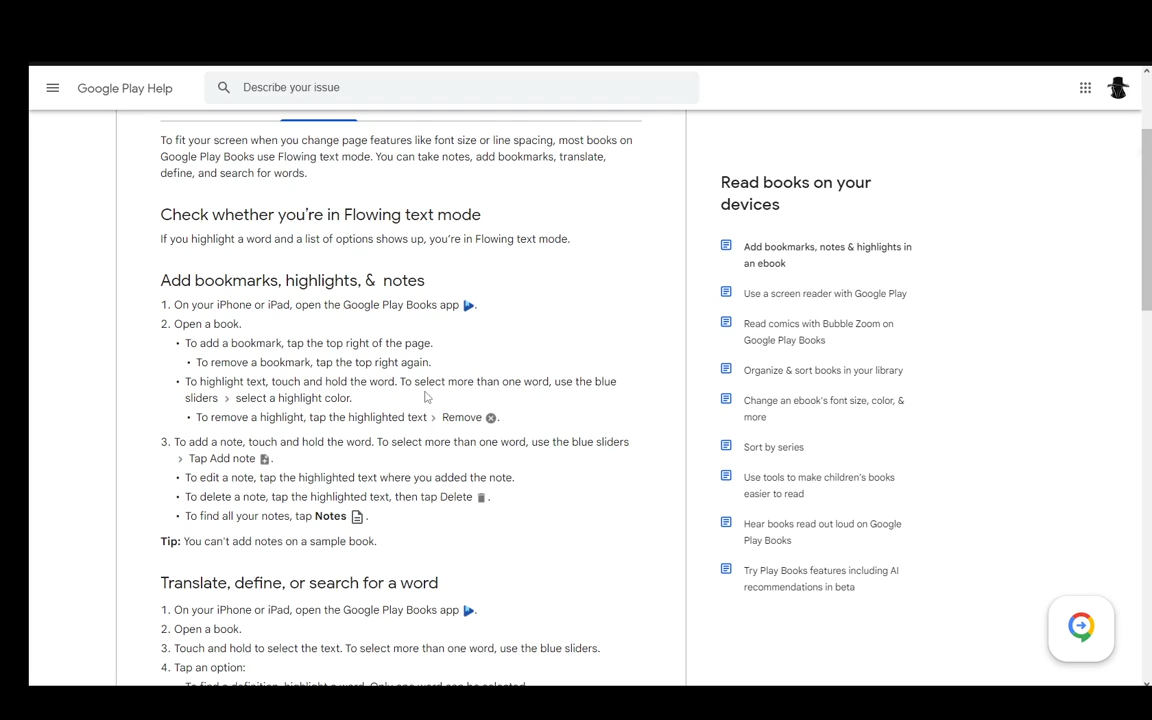 Google Play Help
Describe your issue
To fit your screen when you change page features like font size or line spacing, most books on
Google Play Books use Flowing text mode. You can take notes, add bookmarks, translate,
define, and search for words.
Check whether you're in Flowing text mode
If you highlight a word and a list of options shows up, you're in Flowing text mode.
Add bookmarks, highlights, & notes
1. On your iPhone or iPad, open the Google Play Books app .
2. Open a book.
• To add a bookmark, tap the top right of the page.
• To remove a bookmark, tap the top right again.
• To highlight text, touch and hold the word. To select more than one word, use the blue
sliders > select a highlight color.
• To remove a highlight, tap the highlighted text > Remove .
3. To add a note, touch and hold the word. To select more than one word, use the blue sliders
> Tap Add note .
• To edit a note, tap the highlighted text where you added the note.
• To delete a note, tap the highlighted text, then tap Delete .
• To find all your notes, tap Notes .
Tip: You can't add notes on a sample book.
Translate, define, or search for a word
1. On your iPhone or iPad, open the Google Play Books app .
2. Open a book.
3. Touch and hold to select the text. To select more than one word, use the blue sliders.
4. Tap an option:
To find a definition, highlight a word. Only one word can be selected.
Read books on your
devices
Add bookmarks, notes & highlights in
an ebook
Use a screen reader with Google Play
Read comics with Bubble Zoom on
Google Play Books
Organize & sort books in your library
Change an ebook's font size, color, &
more
Sort by series
Use tools to make children's books
easier to read
Hear books read out loud on Google
Play Books
Try Play Books features including AI
recommendations in beta